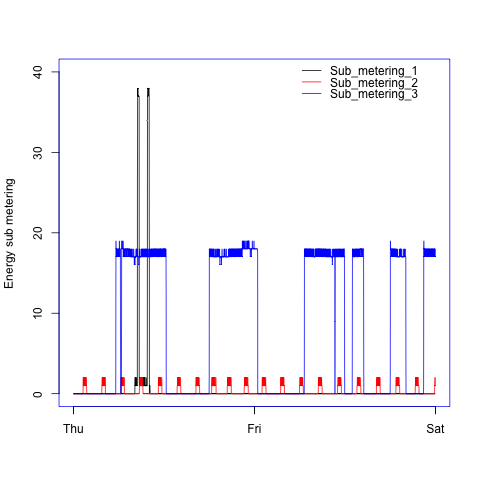 Sub_metering_1
Sub_metering_2
Sub_metering_3
Energy sub metering
40
30
20
10
0
Thu
Fri
Sat